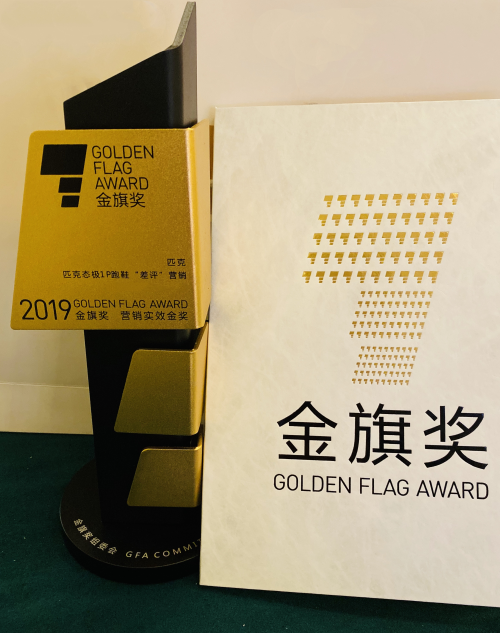 GOLDEN
FLAG
AWARD
金旗奖
匹克
匹克态极1P跑鞋“差评”营销
2019 GOLDEN FLAG AWARD
金旗奖 营销实效金奖
金旗奖组委会 GFA COMMIT
金旗奖
GOLDEN FLAG AWARD